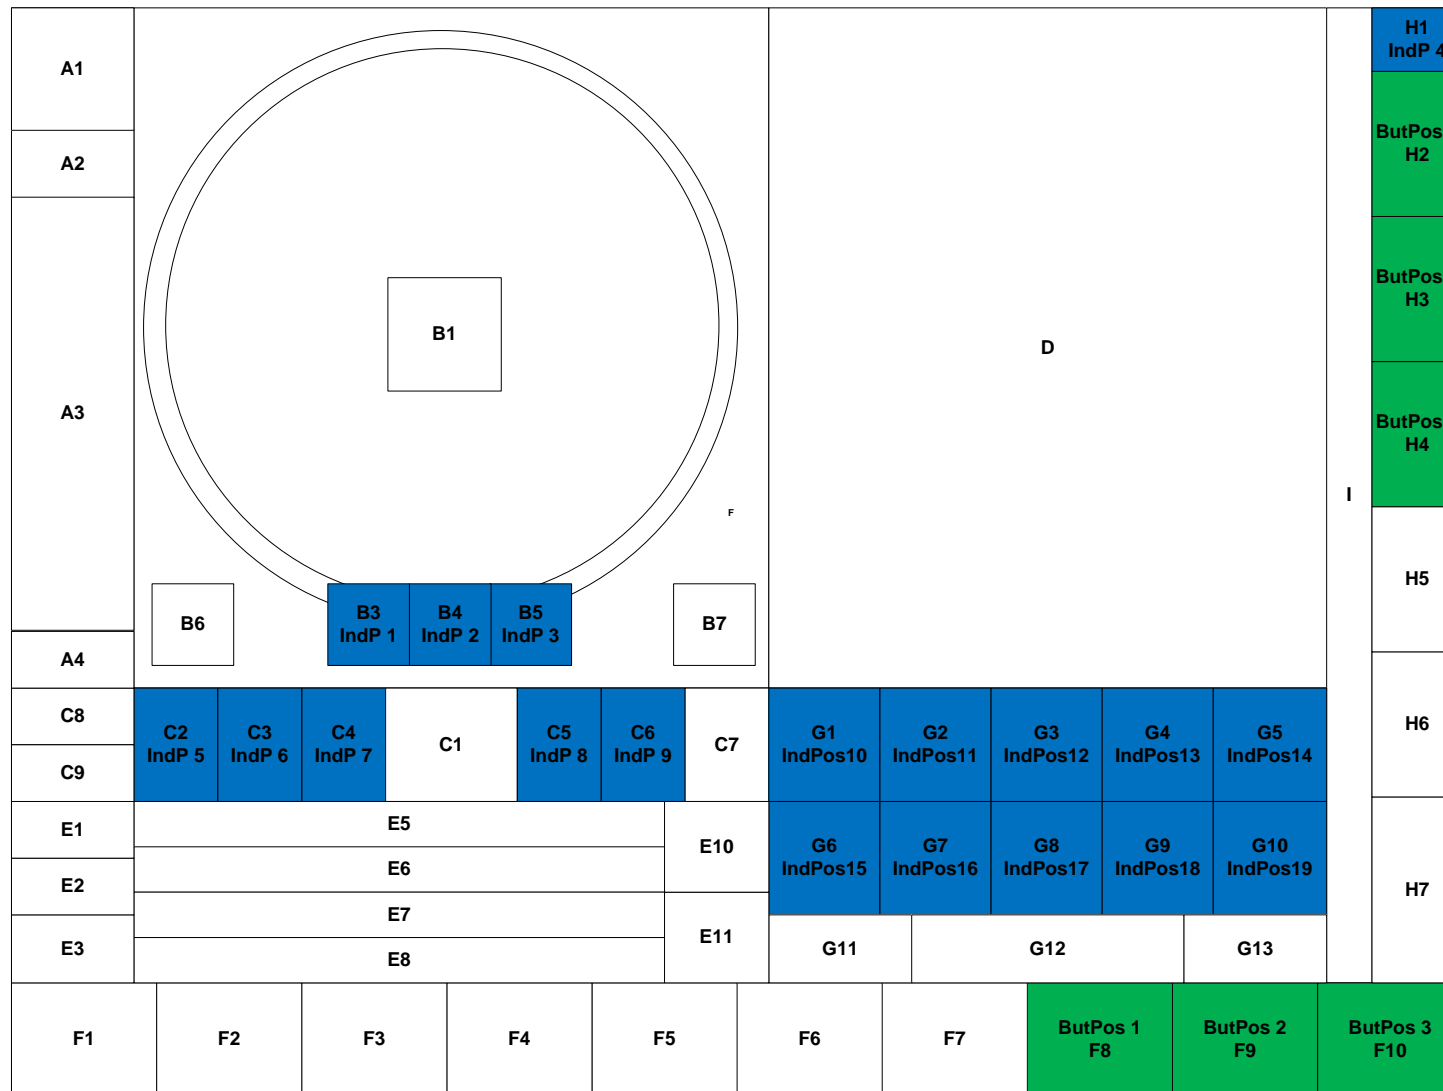 A1
A2
A3
A4
B1
F
B6
B3
IndP 1
B4
IndP 2
B5
IndP 3
B7
D
I
H1
IndP 4
ButPos
H2
ButPos
H3
ButPos
H4
H5
H6
H7
C8
C9
C2
IndP 5
C3
IndP 6
C4
IndP 7
C1
C5
IndP 8
C6
IndP 9
C7
G1
IndPos10
G2
IndPos11
G3
IndPos12
G4
IndPos13
G5
IndPos14
E1
E2
E3
E5
E6
E7
E8
E10
E11
G6
IndPos15
G7
IndPos16
G8
IndPos17
G9
IndPos18
G10
IndPos19
G11
G12
G13
F1
F2
F3
F4
F5
F6
F7
ButPos 1
F8
ButPos 2
F9
ButPos 3
F10